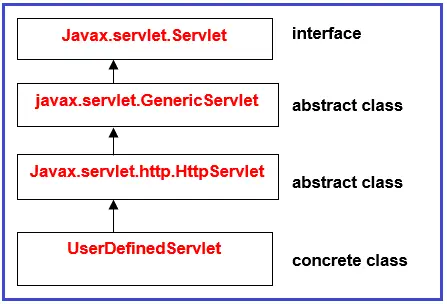 Javax.servlet.Servlet interface
javax.servlet.GenericServlet abstract class
Javax.servlet.http.HttpServlet abstract class
UserDefinedServlet concrete class